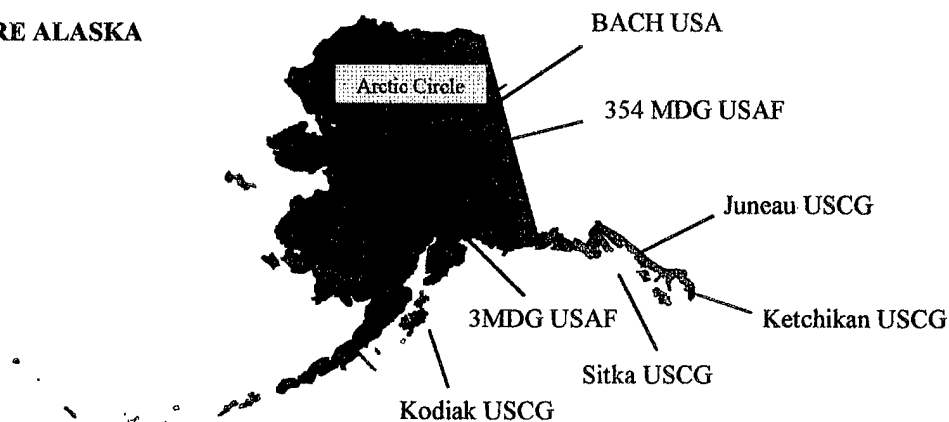 RE ALASKA
BACH USA
Arctic Circle
354 MDG USAF
Juneau USCG
3MDG USAF
Ketchikan USCG
Sitka USCG
Kodiak USCG